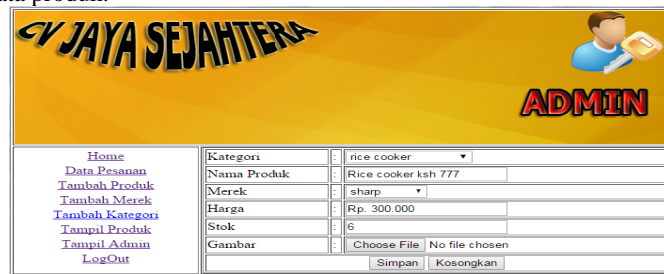 CV JAYA SEJAHTERA
ADMIN
Home
Data Pesanan
Tambah Produk
Tambah Merek
Tambah Kategori
Tampil Produk
Tampil Admin
LogOut
Kategori : rice cooker
Nama Produk : Rice cooker ksh 777
Merek : sharp
Harga : Rp. 300.000
Stok : 6
Gambar : Choose File No file chosen
Simpan Kosongkan